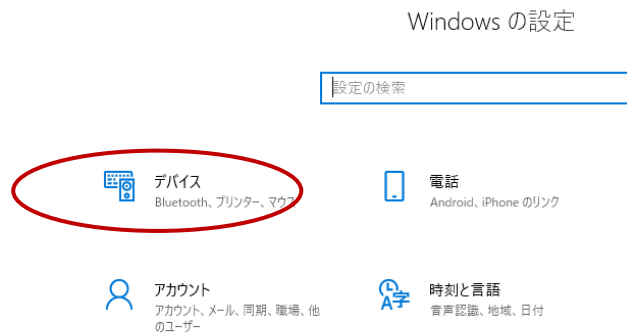 Windows の設定
設定の検索
デバイス
Bluetooth、プリンター、マウス
電話
Android、iPhone のリンク
アカウント
アカウント、メール、同期、職場、他
のユーザー
時刻と言語
音声認識、地域、日付